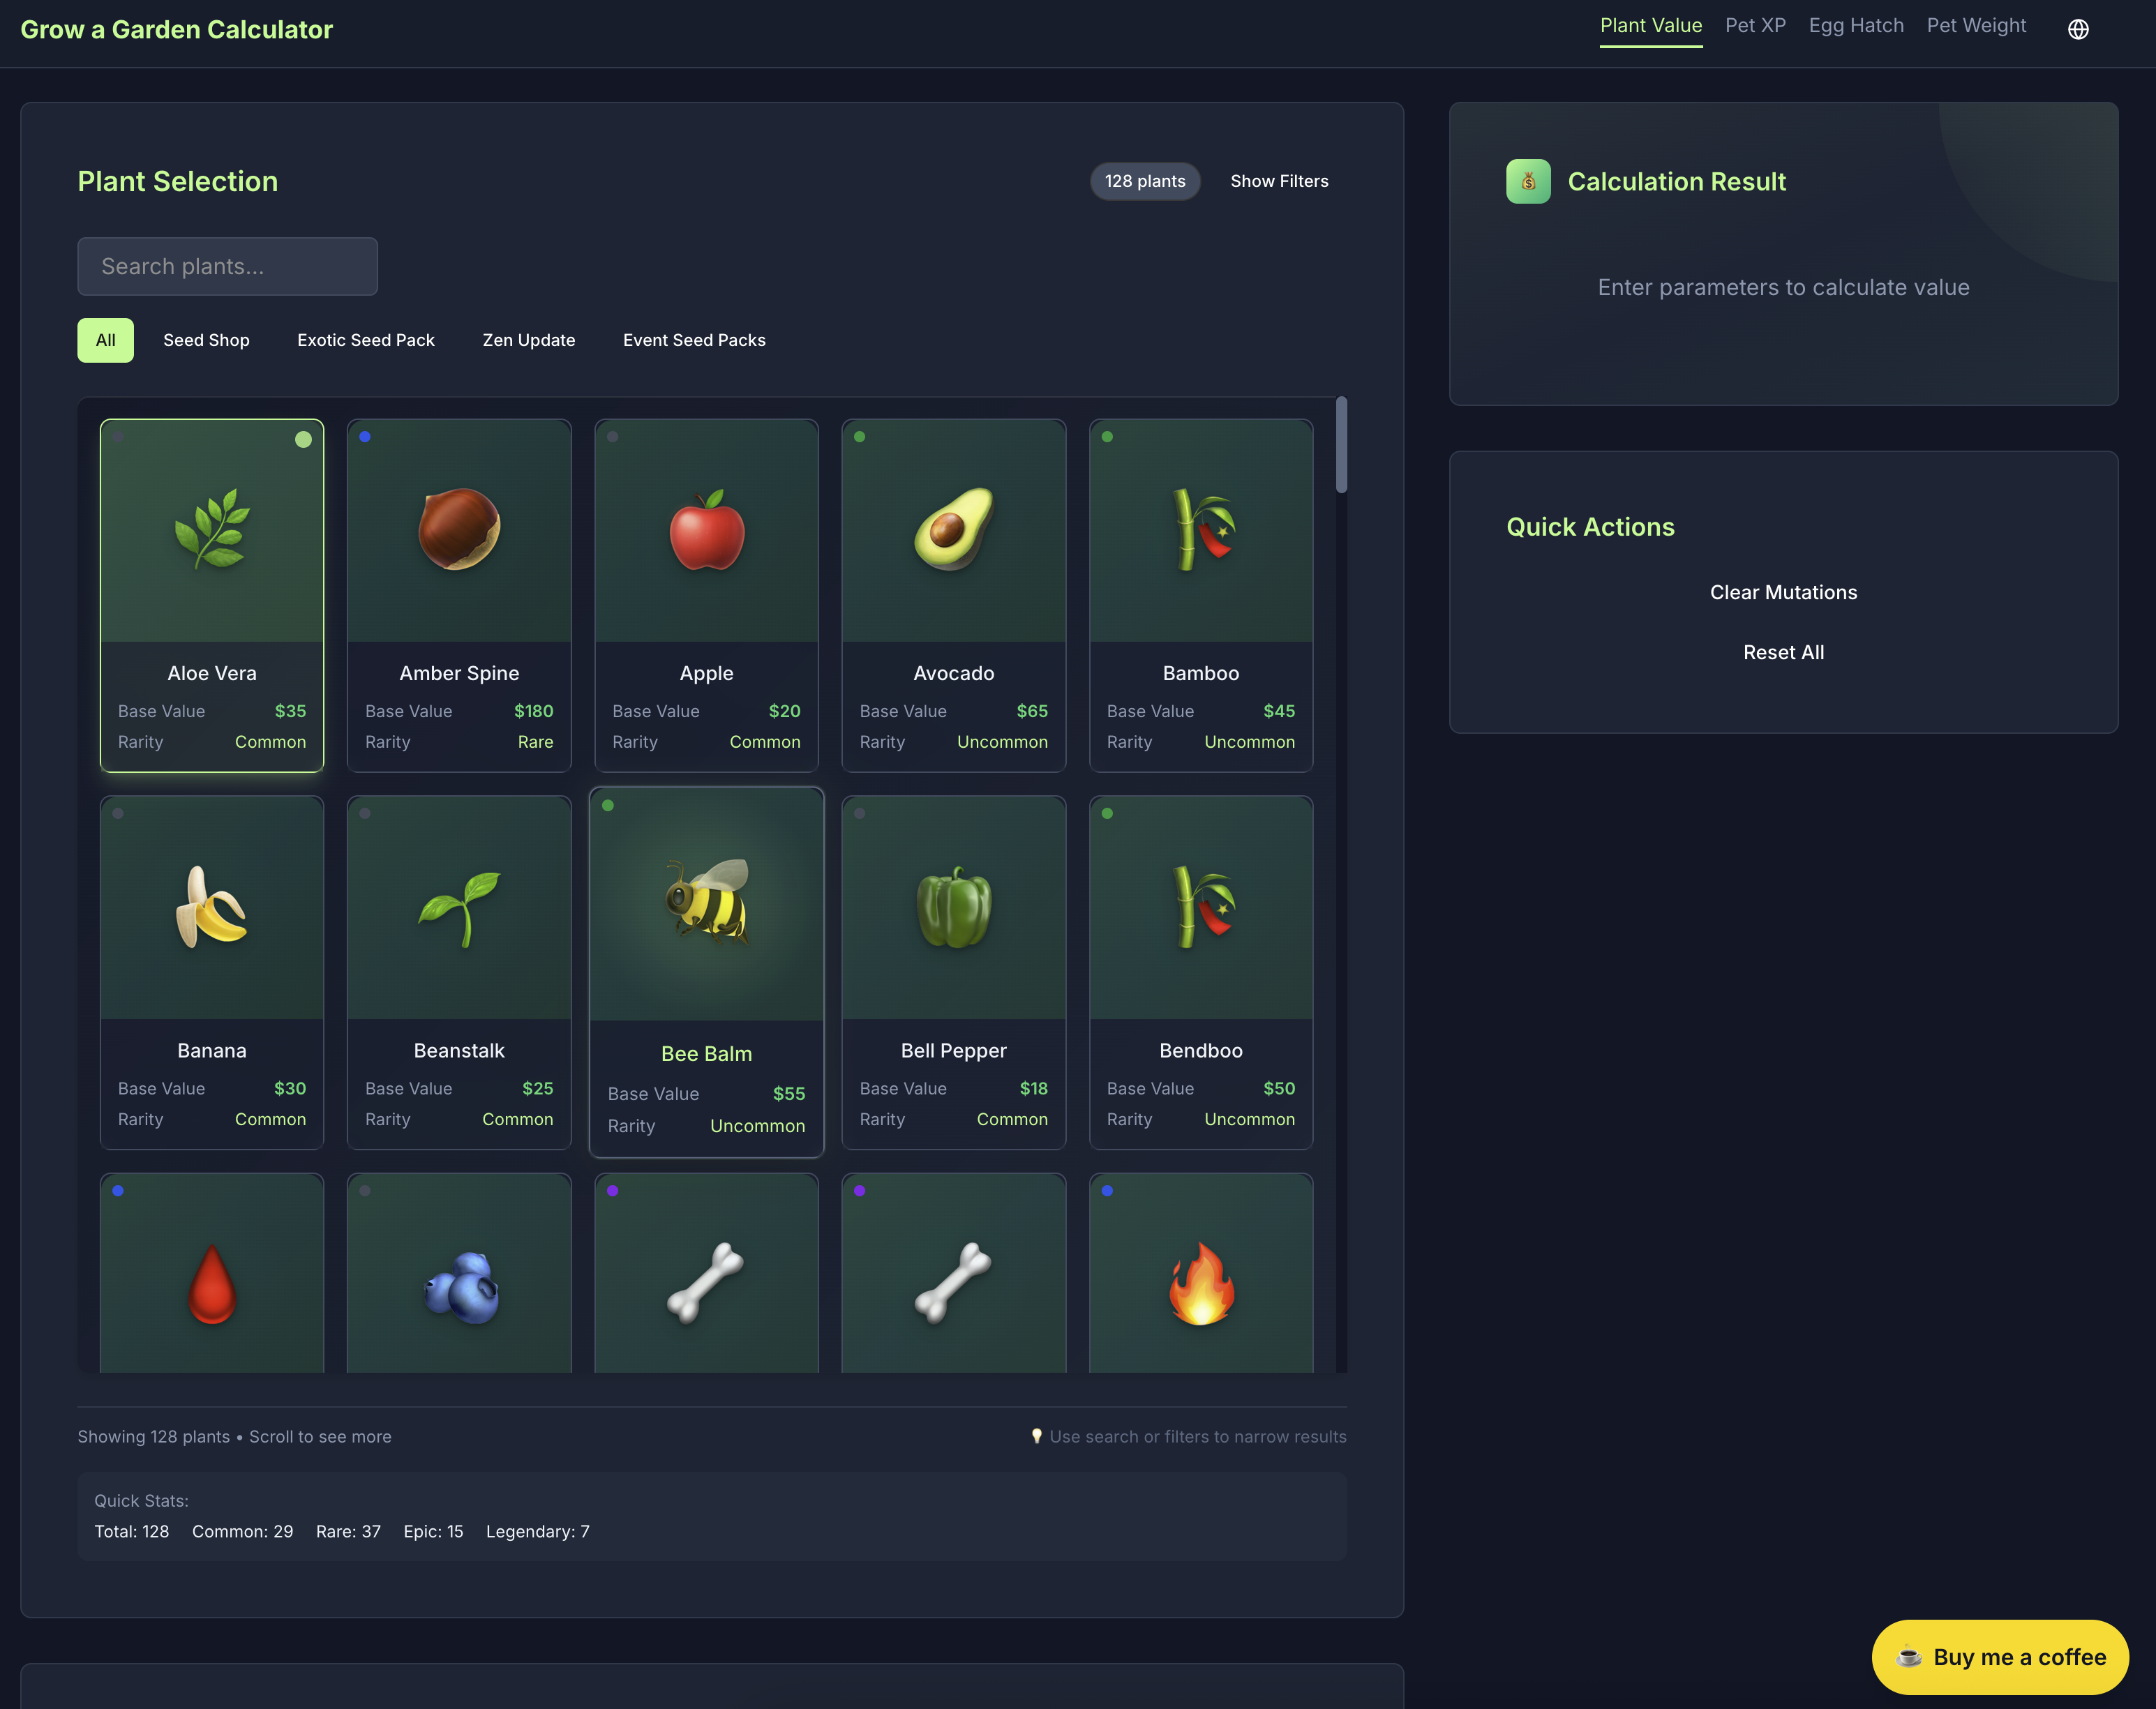 Grow a Garden Calculator
Plant Value Pet XP Egg Hatch Pet Weight
Plant Selection
128 plants Show Filters
Search plants...
All Seed Shop Exotic Seed Pack Zen Update Event Seed Packs
Aloe Vera
Base Value $35
Rarity Common
Amber Spine
Base Value $180
Rarity Rare
Apple
Base Value $20
Rarity Common
Avocado
Base Value $65
Rarity Uncommon
Bamboo
Base Value $45
Rarity Uncommon
Banana
Base Value $30
Rarity Common
Beanstalk
Base Value $25
Rarity Common
Bee Balm
Base Value $55
Rarity Uncommon
Bell Pepper
Base Value $18
Rarity Common
Bendboo
Base Value $50
Rarity Uncommon
Showing 128 plants • Scroll to see more
Use search or filters to narrow results
Quick Stats:
Total: 128 Common: 29 Rare: 37 Epic: 15 Legendary: 7
Calculation Result
Enter parameters to calculate value
Quick Actions
Clear Mutations
Reset All
Buy me a coffee